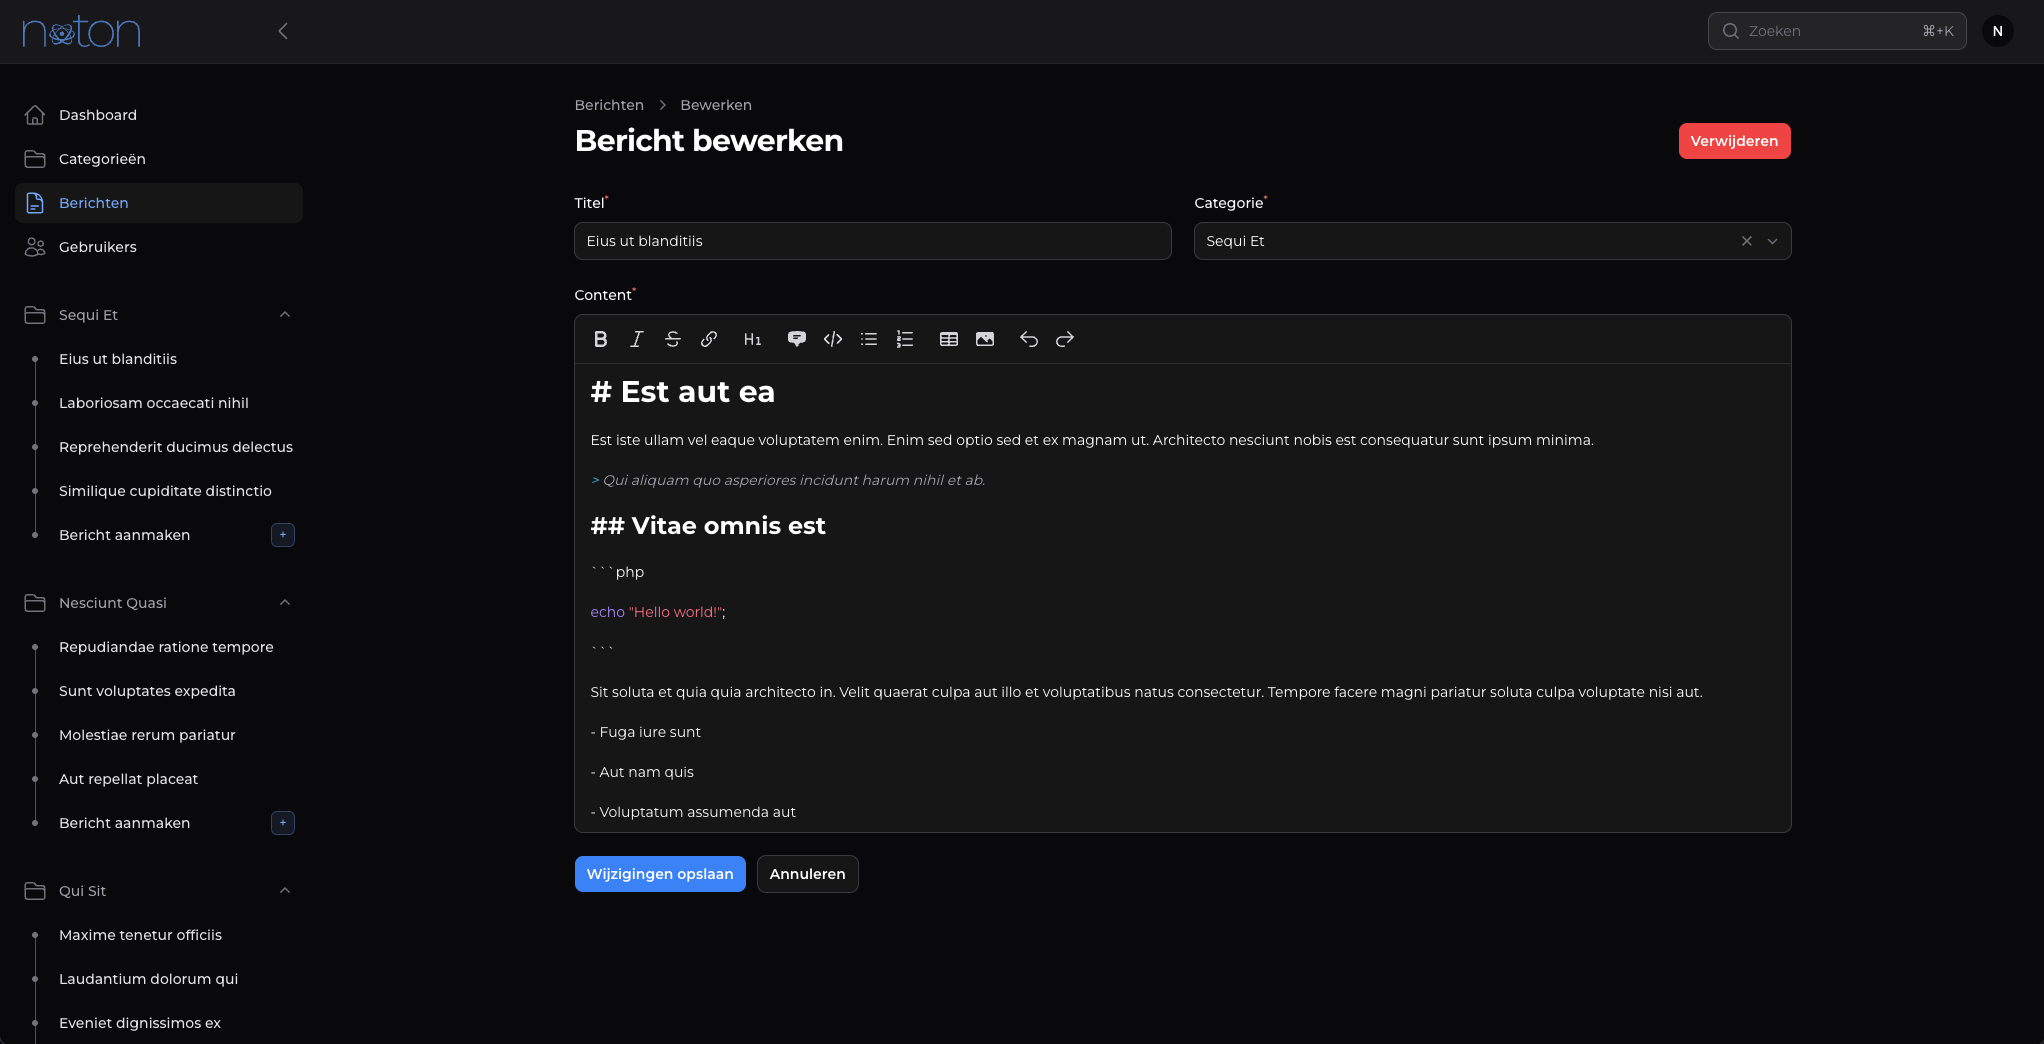 noton
Zoeken
⌘+K
N
Dashboard
Categorieën
Berichten
Gebruikers
Sequi Et
Eius ut blanditiis
Laboriosam occaecati nihil
Reprehenderit ducimus delectus
Similique cupiditate distinctio
Bericht aanmaken
+
Nesciunt Quasi
Repudiandae ratione tempore
Sunt voluptates expedita
Molestiae rerum pariatur
Aut repellat placeat
Bericht aanmaken
+
Qui Sit
Maxime tenetur officiis
Laudantium dolorum qui
Eveniet dignissimos ex
Berichten > Bewerken
Bericht bewerken
Verwijderen
Titel*
Eius ut blanditiis
Categorie*
Sequi Et
Content*
B I S H1
# Est aut ea
Est iste ullam vel eaque voluptatem enim. Enim sed optio sed et ex magnam ut. Architecto nesciunt nobis est consequatur sunt ipsum minima.
> Qui aliquam quo asperiores incidunt harum nihil et ab.
## Vitae omnis est
```php
echo "Hello world!";
```
Sit soluta et quia quia architecto in. Velit quaerat culpa aut illo et voluptatibus natus consectetur. Tempore facere magni pariatur soluta culpa voluptate nisi aut.
- Fuga iure sunt
- Aut nam quis
- Voluptatum assumenda aut
Wijzigingen opslaan
Annuleren